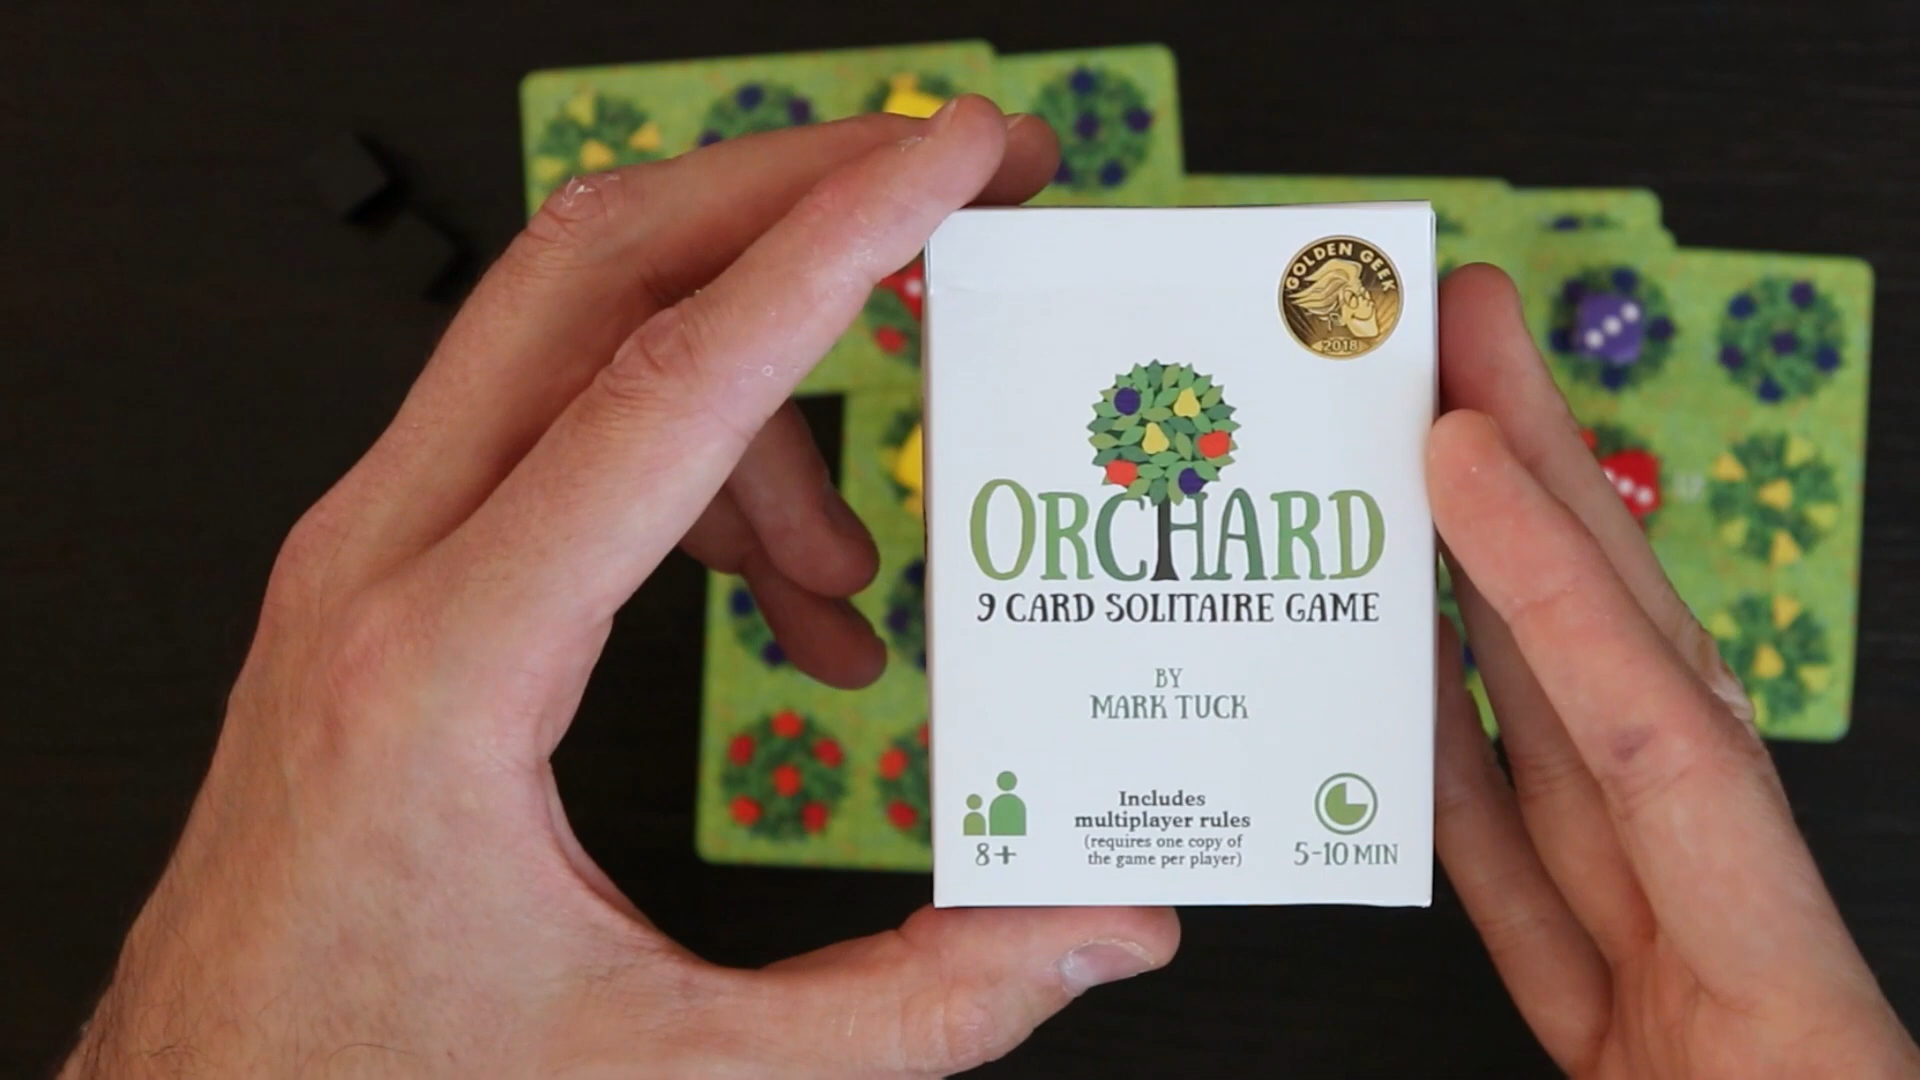 GOLDEN GEEK
2018
ORCHARD
9 CARD SOLITAIRE GAME
BY
MARK TUCK
Includes
multiplayer rules
(requires one copy of
the game per player)
8+
5-10 MIN